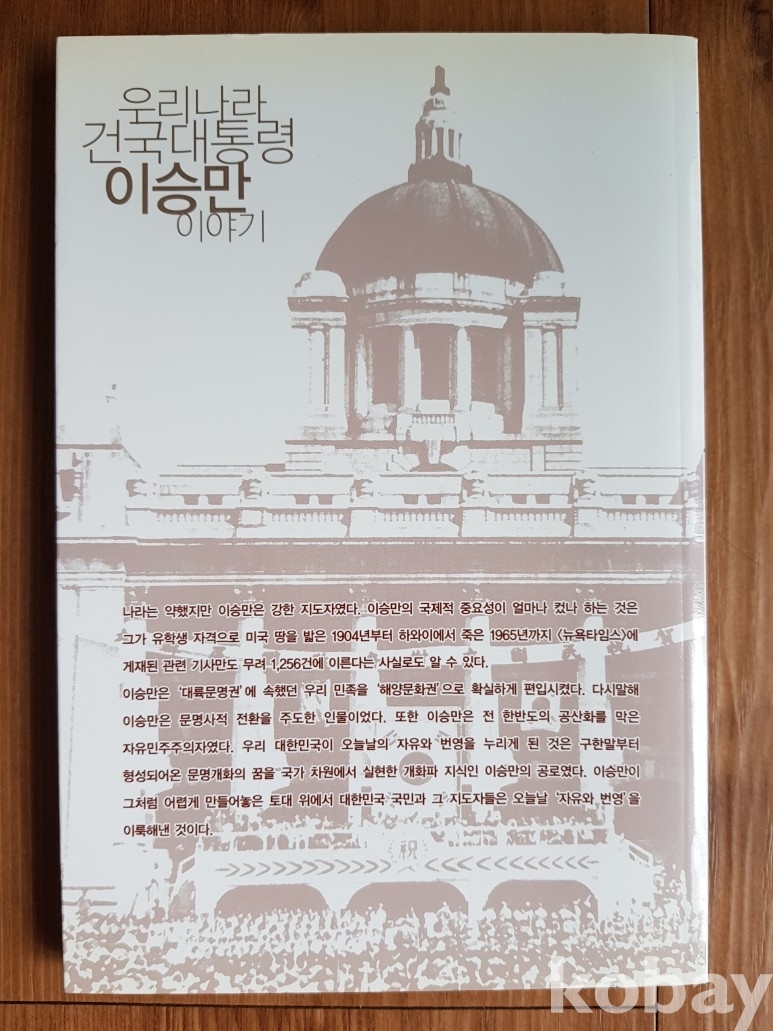 우리나라
건국대통령
이승만
이야기
나라는 약했지만 이승만은 강한 지도자였다. 이승만의 국제적 중요성이 얼마나 컸나 하는 것은
그가 유학생 자격으로 미국 땅을 밟은 1904년부터 하와이에서 죽은 1965년까지 〈뉴욕타임스〉에
게재된 관련 기사만도 무려 1,256건에 이른다는 사실로도 알 수 있다.
이승만은 ‘대륙문명권’에 속했던 우리 민족을 ‘해양문화권’으로 확실하게 편입시켰다. 다시말해
이승만은 문명사적 전환을 주도한 인물이었다. 또한 이승만은 전 한반도의 공산화를 막은
자유민주주의자였다. 우리 대한민국이 오늘날의 자유와 번영을 누리게 된 것은 구한말부터
형성되어온 문명개화의 꿈을 국가 차원에서 실현한 개화파 지식인 이승만의 공로였다. 이승만이
그처럼 어렵게 만들어놓은 토대 위에서 대한민국 국민과 그 지도자들은 오늘날 ‘자유와 번영’을
이룩해낸 것이다.
祝
kobay